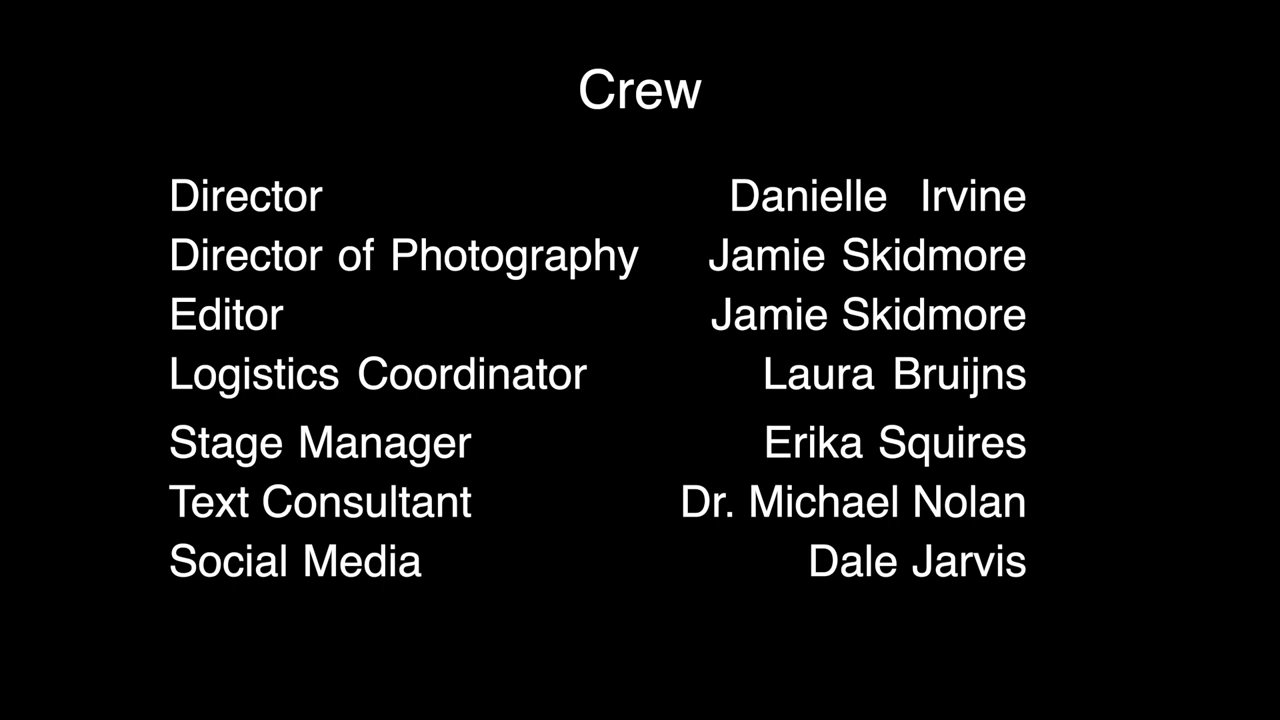 Crew
Director Danielle Irvine
Director of Photography Jamie Skidmore
Editor Jamie Skidmore
Logistics Coordinator Laura Bruijns
Stage Manager Erika Squires
Text Consultant Dr. Michael Nolan
Social Media Dale Jarvis